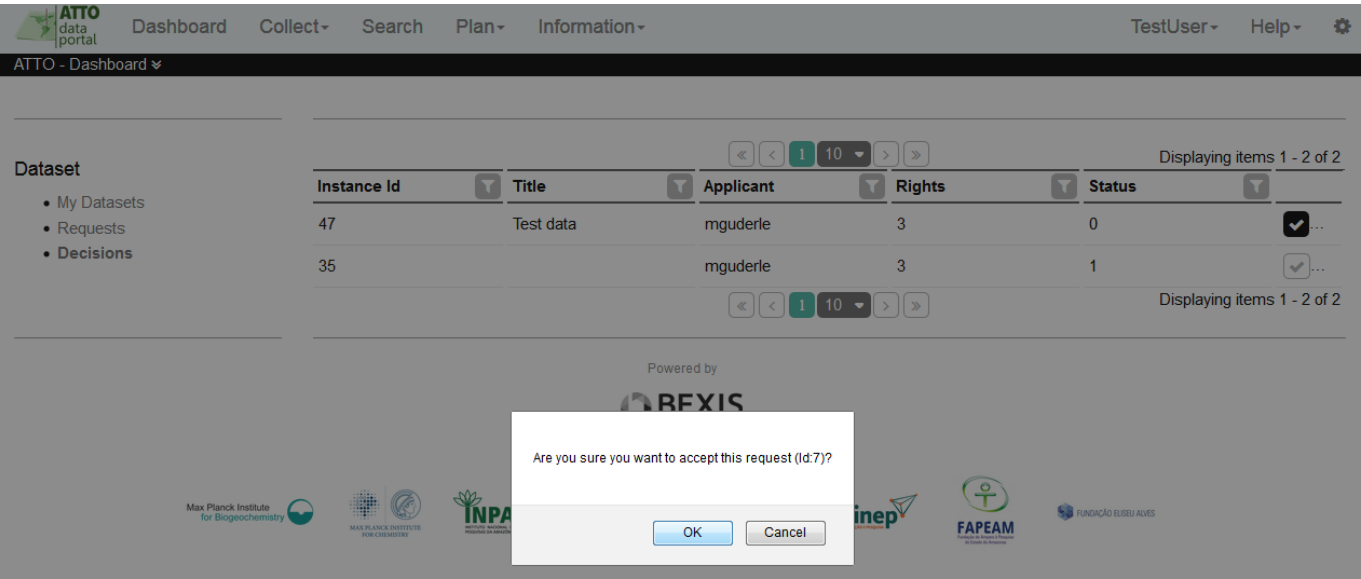 ATTO
data
portal
Dashboard Collect Search Plan Information TestUser Help
ATTO - Dashboard
Dataset
• My Datasets
• Requests
• Decisions
1 10 Displaying items 1 - 2 of 2
Instance Id Title Applicant Rights Status
47 Test data mguderle 3 0 ...
35 mguderle 3 1 ...
1 10 Displaying items 1 - 2 of 2
Powered by
BEXIS
Are you sure you want to accept this request (Id:7)?
OK Cancel
Max Planck Institute
for Biogeochemistry
MAX PLANCK INSTITUTE
FOR CHEMISTRY
INPA
inep
FAPEAM
FUNDAÇÃO ELISEU ALVES